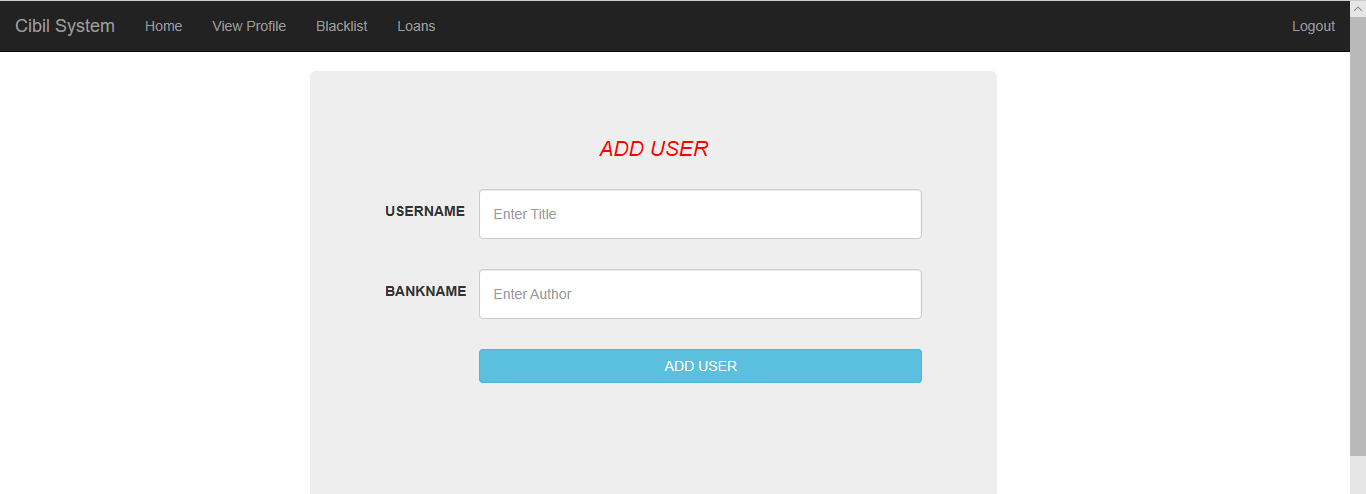 Cibil System Home View Profile Blacklist Loans Logout
ADD USER
USERNAME Enter Title
BANKNAME Enter Author
ADD USER